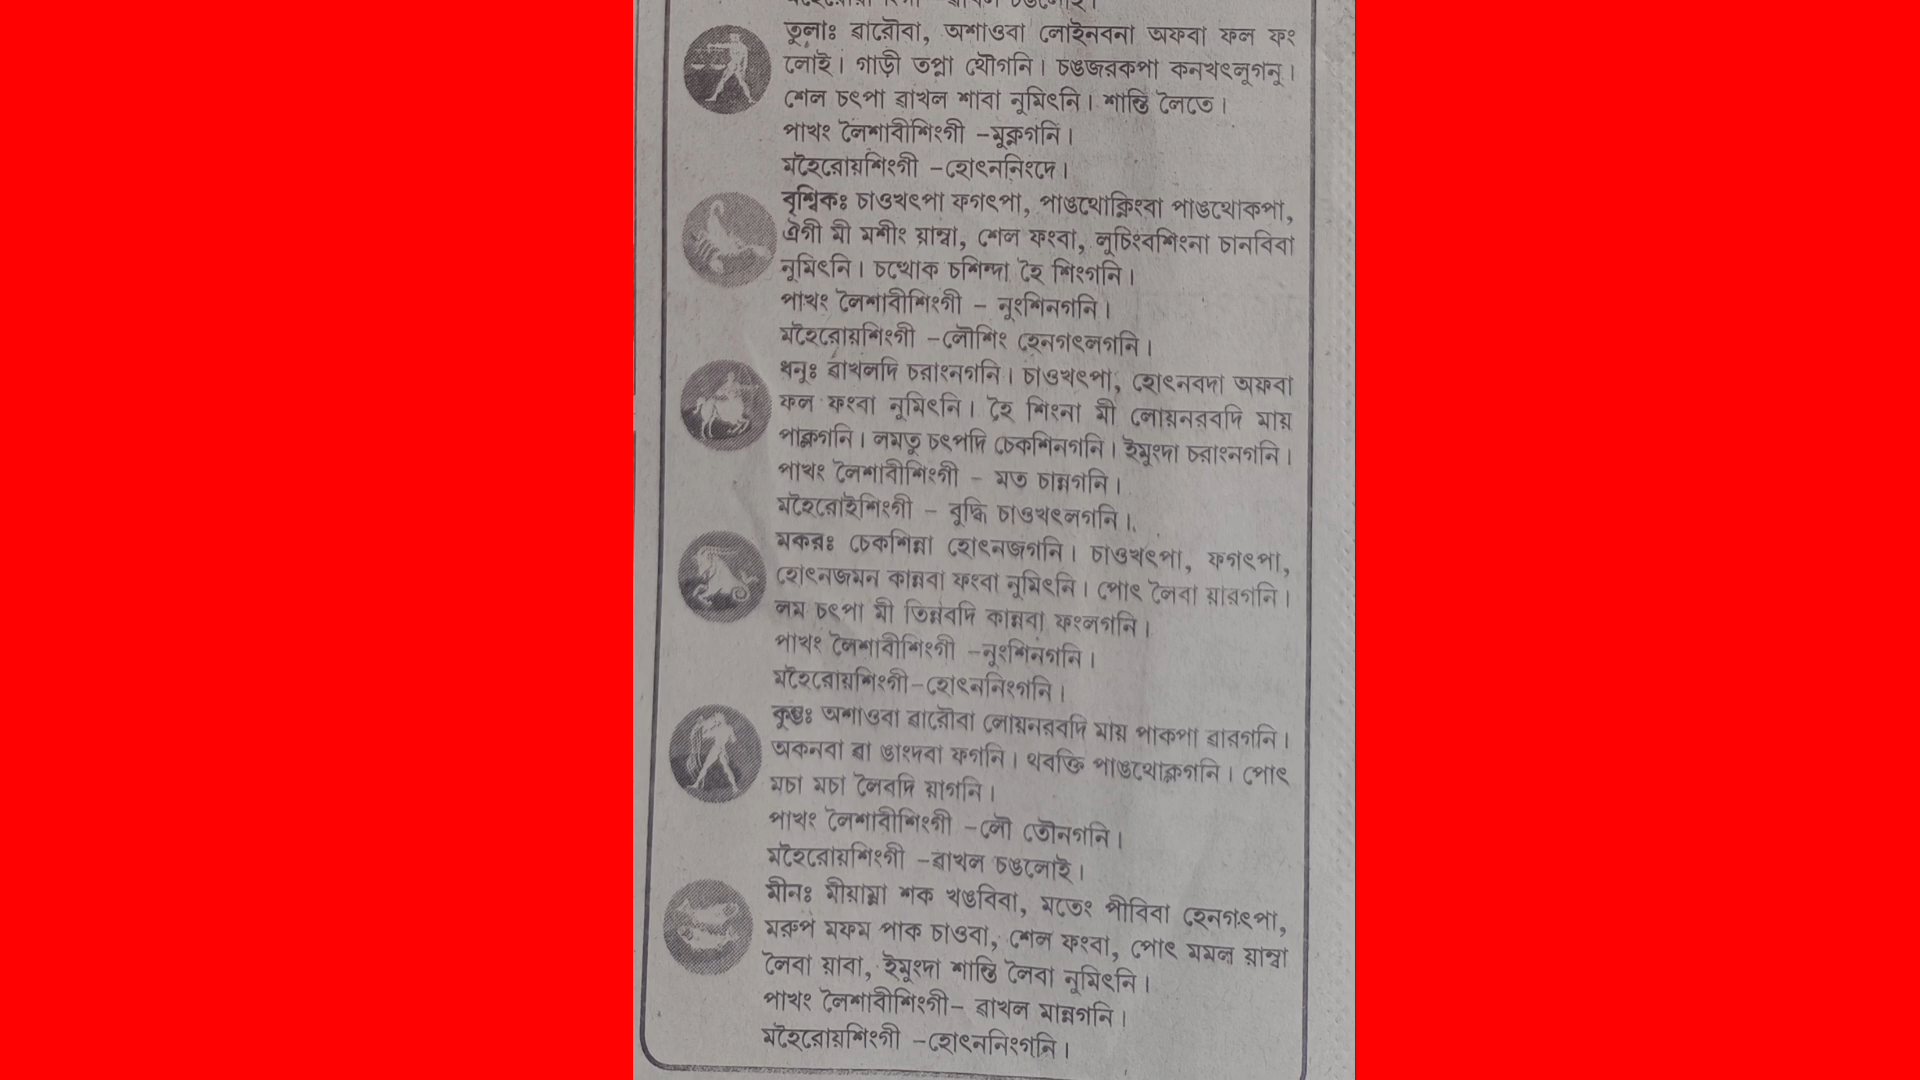 তুলাঃ ৱারৌবা, অশাওবা লোইনবনা অফবা ফল ফং
লোই। গাড়ী তপ্না থৌগনি। চঙজরকপা কনখৎলুগনু।
শেল চৎপা ৱাখল শাবা নুমিৎনি। শান্তি লৈতে।
পাখং লৈশাবীশিংগী –মুক্নগনি।
মহৈরোয়শিংগী –হোৎননিংদে।
বৃশ্চিকঃ চাওখৎপা ফগৎপা, পাঙথোক্নিংবা পাঙথোকপা,
ঐগী মী মশীং য়াম্বা, শেল ফংবা, লুচিংবশিংনা চানবিবা
নুমিৎনি। চৎথোক চশিন্দা হৈ শিংগনি।
পাখং লৈশাবীশিংগী – নুংশিনগনি।
মহৈরোয়শিংগী –লৌশিং হেনগৎলগনি।
ধনুঃ ৱাখলদি চরাংনগনি। চাওখৎপা, হোৎনবদা অফবা
ফল ফংবা নুমিৎনি। হৈ শিংনা মী লোয়নরবদি মায়
পাক্লগনি। লমতু চৎপদি চেকশিনগনি। ইমুংদা চরাংনগনি।
পাখং লৈশাবীশিংগী – মত চান্নগনি।
মহৈরোইশিংগী – বুদ্ধি চাওখৎলগনি।
মকরঃ চেকশিন্না হোৎনজগনি। চাওখৎপা, ফগৎপা,
হোৎনজমন কান্নবা ফংবা নুমিৎনি। পোৎ লৈবা য়ারগনি।
লম চৎপা মী তিন্নবদি কান্নবা ফংলগনি।
পাখং লৈশাবীশিংগী –নুংশিনগনি।
মহৈরোয়শিংগী–হোৎননিংগনি।
কুম্ভঃ অশাওবা ৱারৌবা লোয়নরবদি মায় পাকপা ৱারগনি।
অকনবা ৱা ঙাংদবা ফগনি। থবক্তি পাঙথোক্লগনি। পোৎ
মচা মচা লৈবদি য়াগনি।
পাখং লৈশাবীশিংগী –লৌ তৌনগনি।
মহৈরোয়শিংগী –ৱাখল চঙলোই।
মীনঃ মীয়াম্না শক খঙবিবা, মতেং পীবিবা হেনগৎপা,
মরুপ মফম পাক চাওবা, শেল ফংবা, পোৎ মমল য়াম্বা
লৈবা য়াবা, ইমুংদা শান্তি লৈবা নুমিৎনি।
পাখং লৈশাবীশিংগী– ৱাখল মান্নগনি।
মহৈরোয়শিংগী –হোৎননিংগনি।